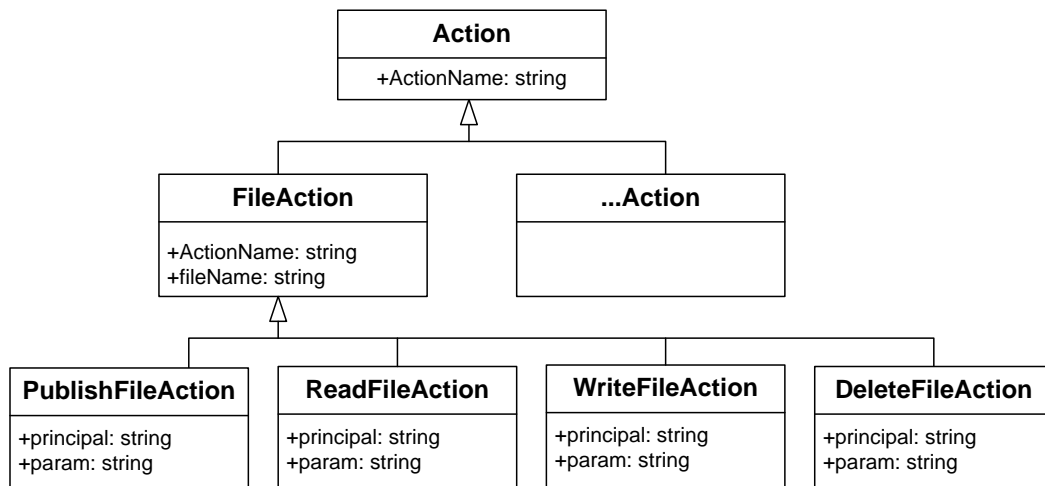 Action
+ActionName: string
FileAction
+ActionName: string
+fileName: string
...Action
PublishFileAction
+principal: string
+param: string
ReadFileAction
+principal: string
+param: string
WriteFileAction
+principal: string
+param: string
DeleteFileAction
+principal: string
+param: string